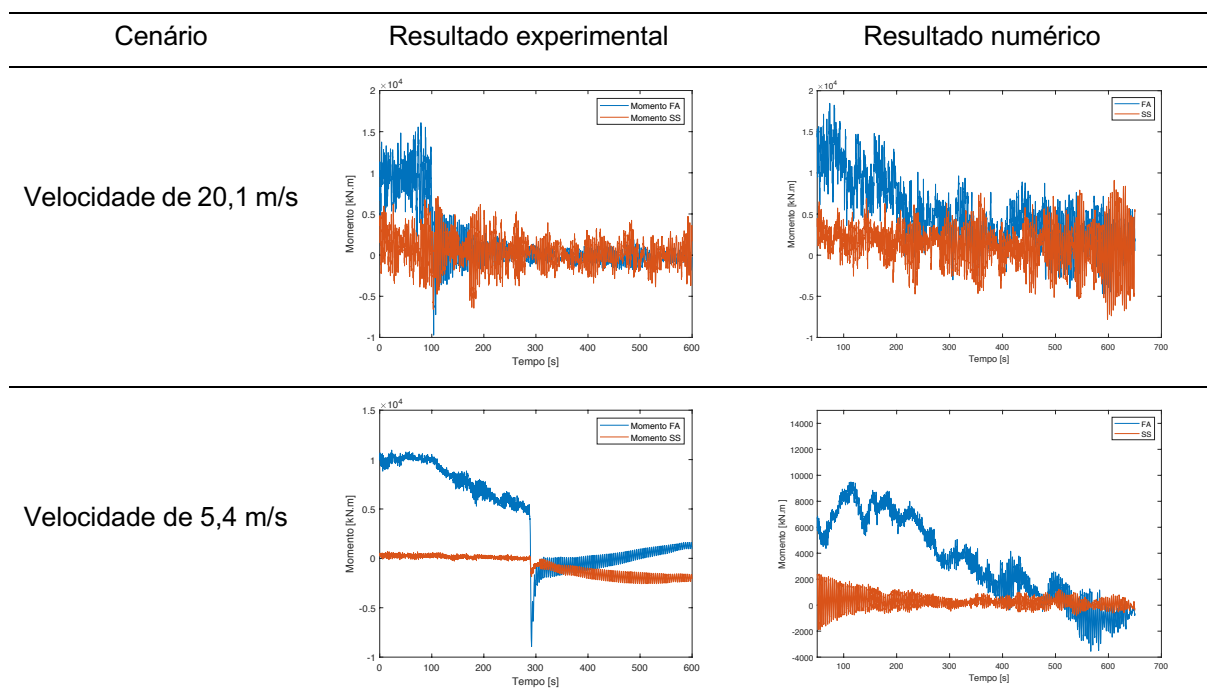 Cenário Resultado experimental Resultado numérico
Velocidade de 20,1 m/s
×10⁴
2
1.5
1
0.5
0
-0.5
-1
Momento [kN.m]
Momento FA
Momento SS
0 100 200 300 400 500 600
Tempo [s]
×10⁴
2
1.5
1
0.5
0
-0.5
-1
Momento [kN.m]
FA
SS
100 200 300 400 500 600 700
Tempo [s]
Velocidade de 5,4 m/s
×10⁴
1.5
1
0.5
0
-0.5
-1
Momento [kN.m]
Momento FA
Momento SS
0 100 200 300 400 500 600
Tempo [s]
14000
12000
10000
8000
6000
4000
2000
0
-2000
-4000
Momento [kN.m]
FA
SS
100 200 300 400 500 600 700
Tempo [s]